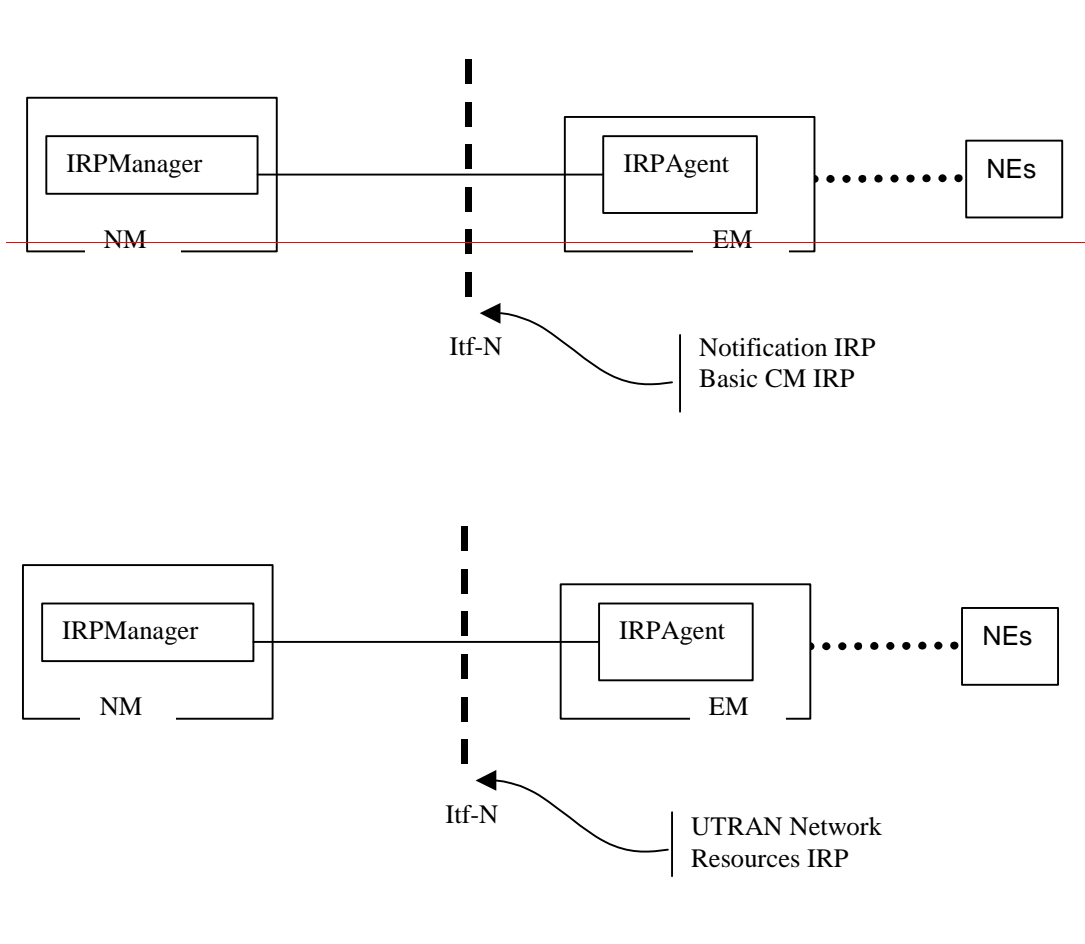 IRPManager
IRPAgent
NEs
NM
EM
Itf-N
Notification IRP
Basic CM IRP
IRPManager
IRPAgent
NEs
NM
EM
Itf-N
UTRAN Network
Resources IRP